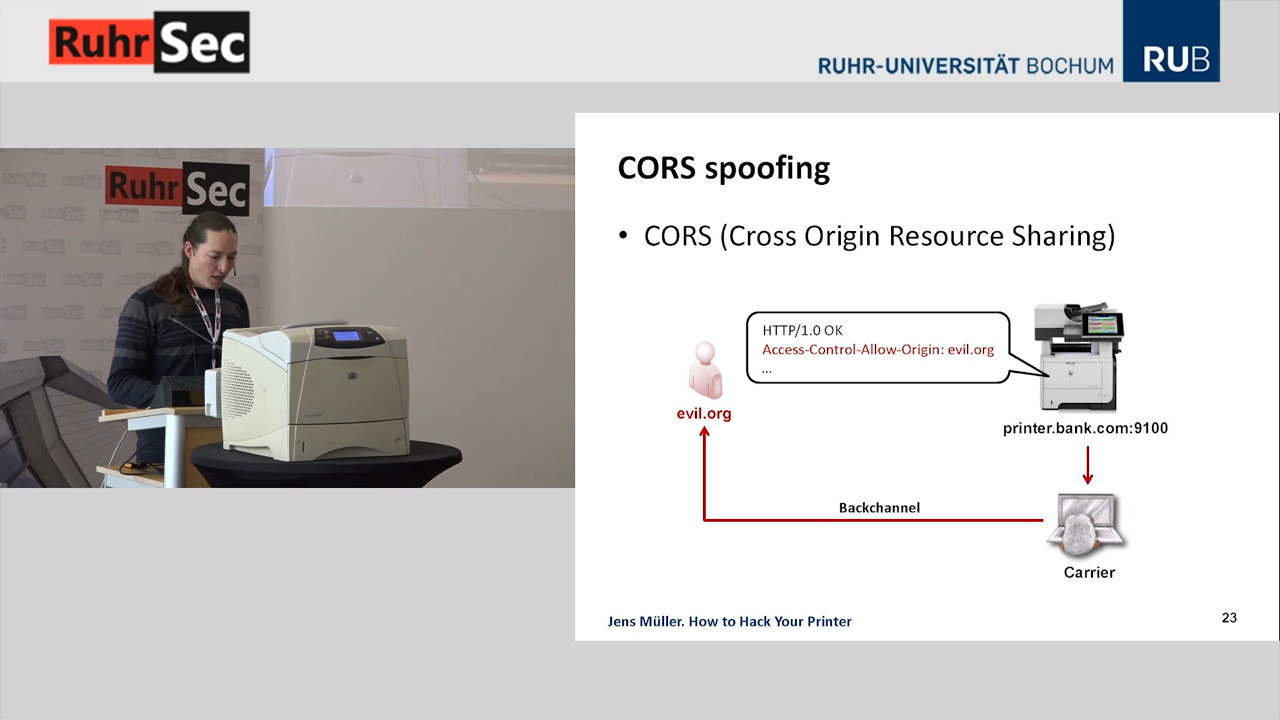 RuhrSec
RUHR-UNIVERSITÄT BOCHUM
RUB
RuhrSec
CORS spoofing
• CORS (Cross Origin Resource Sharing)
HTTP/1.0 OK
Access-Control-Allow-Origin: evil.org
...
evil.org
printer.bank.com:9100
Backchannel
Carrier
Jens Müller. How to Hack Your Printer
23